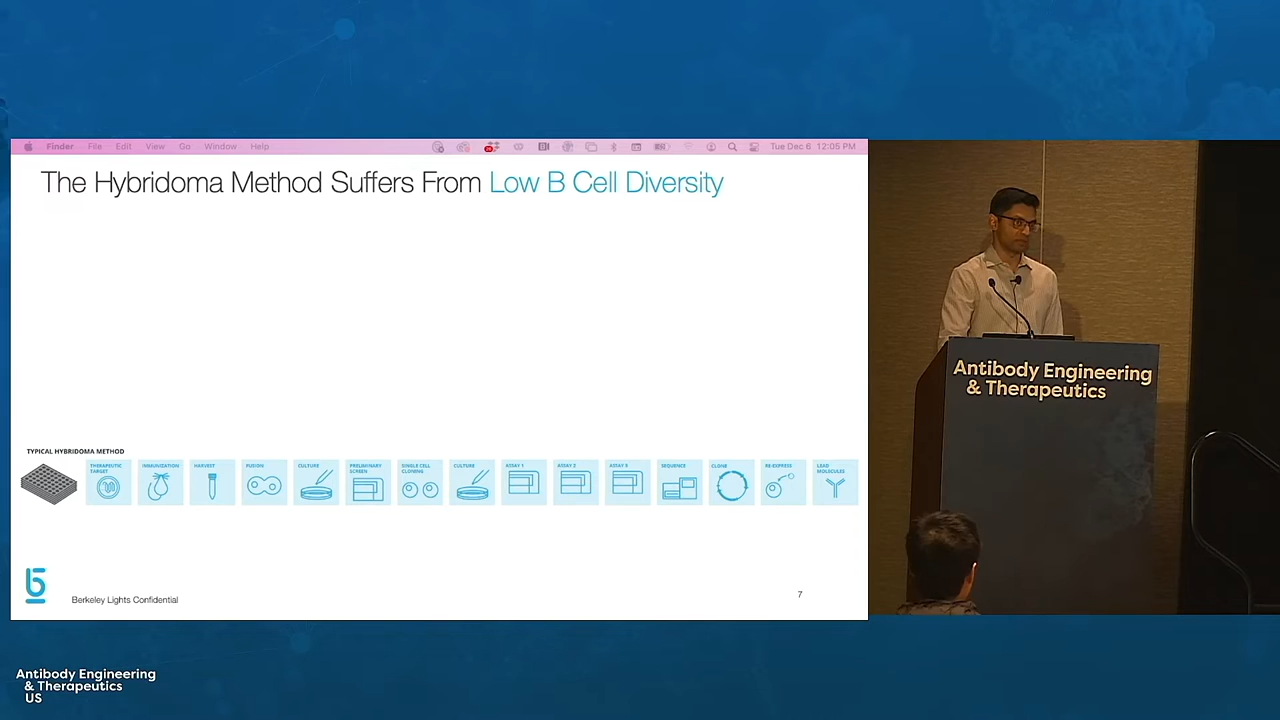 Finder File Edit View Go Window Help Tue Dec 6 12:05 PM
The Hybridoma Method Suffers From Low B Cell Diversity
TYPICAL HYBRIDOMA METHOD
THERAPEUTIC TARGET
IMMUNIZATION
HARVEST
FUSION
CULTURE
PRELIMINARY SCREEN
SINGLE CELL CLONING
CULTURE
ASSAY 1
ASSAY 2
ASSAY 3
SEQUENCE
CLONE
RE-EXPRESS
LEAD MOLECULES
Berkeley Lights Confidential
7
Antibody Engineering
& Therapeutics
Antibody Engineering
& Therapeutics
US